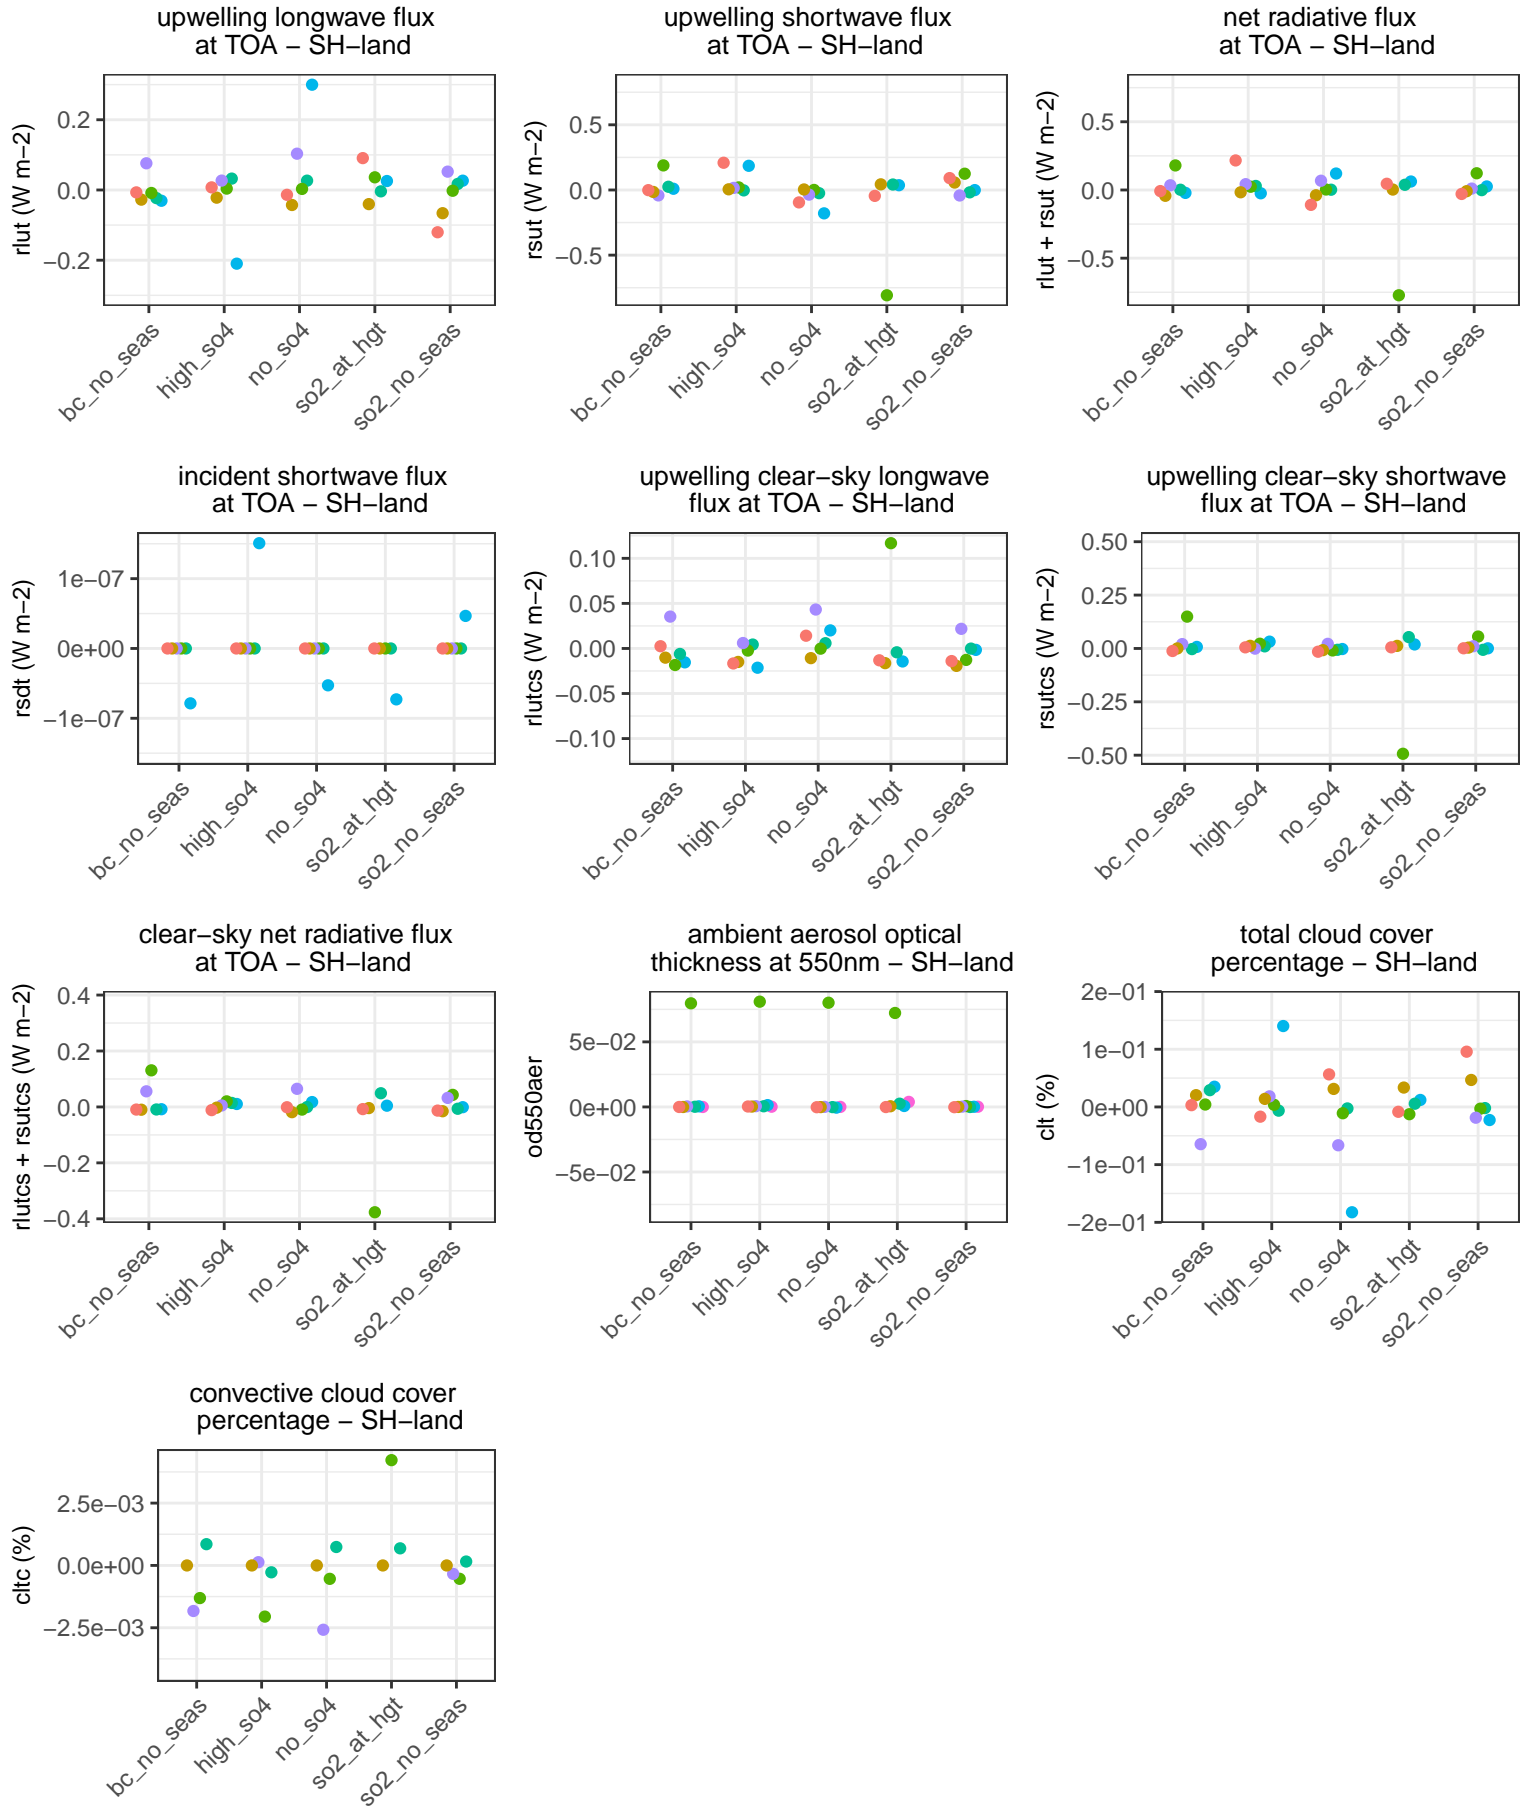 upwelling longwave flux
at TOA − SH−land
rlut (W m−2)
0.2
0.0
−0.2
bc_no_seas
high_so4
no_so4
so2_at_hgt
so2_no_seas
upwelling shortwave flux
at TOA − SH−land
rsut (W m−2)
0.5
0.0
−0.5
bc_no_seas
high_so4
no_so4
so2_at_hgt
so2_no_seas
net radiative flux
at TOA − SH−land
rlut + rsut (W m−2)
0.5
0.0
−0.5
bc_no_seas
high_so4
no_so4
so2_at_hgt
so2_no_seas
incident shortwave flux
at TOA − SH−land
rsdt (W m−2)
1e−07
0e+00
−1e−07
bc_no_seas
high_so4
no_so4
so2_at_hgt
so2_no_seas
upwelling clear−sky longwave
flux at TOA − SH−land
rlutcs (W m−2)
0.10
0.05
0.00
−0.05
−0.10
bc_no_seas
high_so4
no_so4
so2_at_hgt
so2_no_seas
upwelling clear−sky shortwave
flux at TOA − SH−land
rsutcs (W m−2)
0.50
0.25
0.00
−0.25
−0.50
bc_no_seas
high_so4
no_so4
so2_at_hgt
so2_no_seas
clear−sky net radiative flux
at TOA − SH−land
rlutcs + rsutcs (W m−2)
0.4
0.2
0.0
−0.2
−0.4
bc_no_seas
high_so4
no_so4
so2_at_hgt
so2_no_seas
ambient aerosol optical
thickness at 550nm − SH−land
od550aer
5e−02
0e+00
−5e−02
bc_no_seas
high_so4
no_so4
so2_at_hgt
so2_no_seas
total cloud cover
percentage − SH−land
clt (%)
2e−01
1e−01
0e+00
−1e−01
−2e−01
bc_no_seas
high_so4
no_so4
so2_at_hgt
so2_no_seas
convective cloud cover
percentage − SH−land
cltc (%)
2.5e−03
0.0e+00
−2.5e−03
bc_no_seas
high_so4
no_so4
so2_at_hgt
so2_no_seas